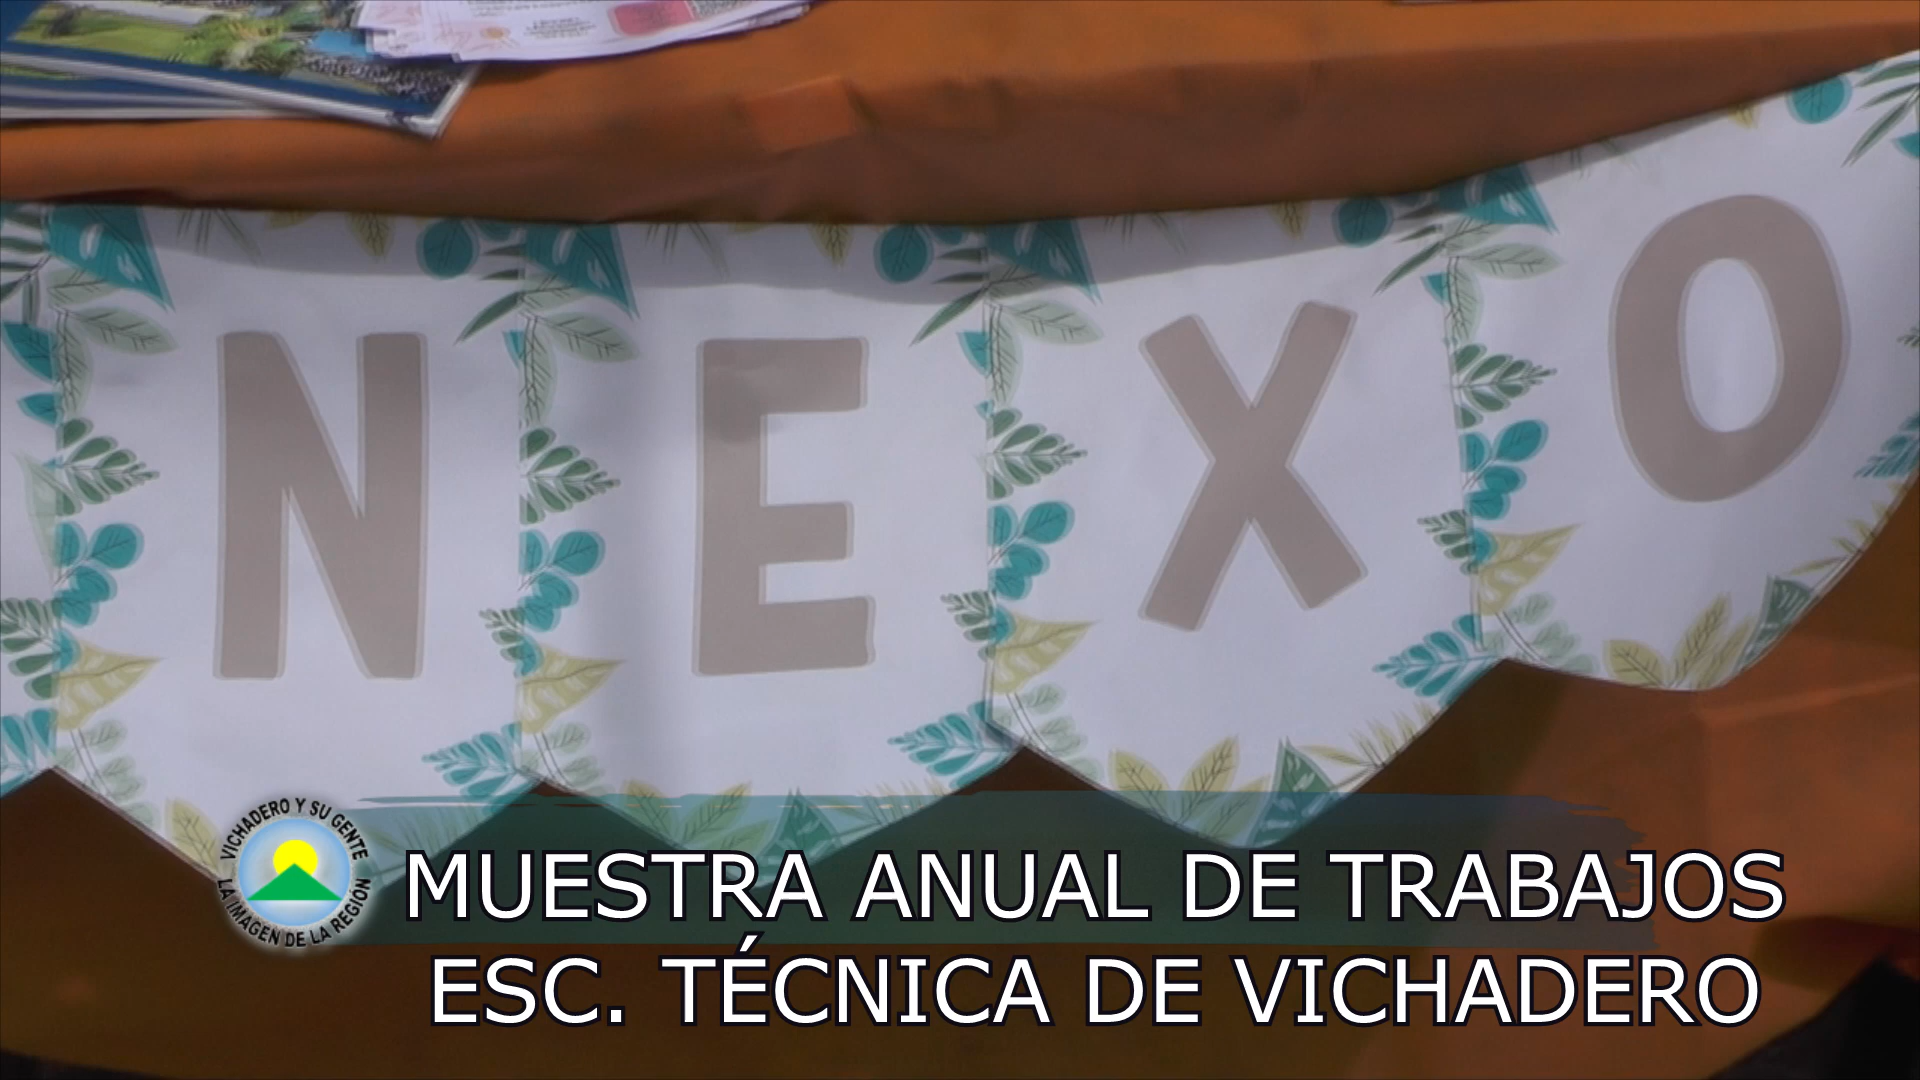 NEXO
VICHADERO Y SU GENTE
LA IMAGEN DE LA REGIÓN
MUESTRA ANUAL DE TRABAJOS
ESC. TÉCNICA DE VICHADERO